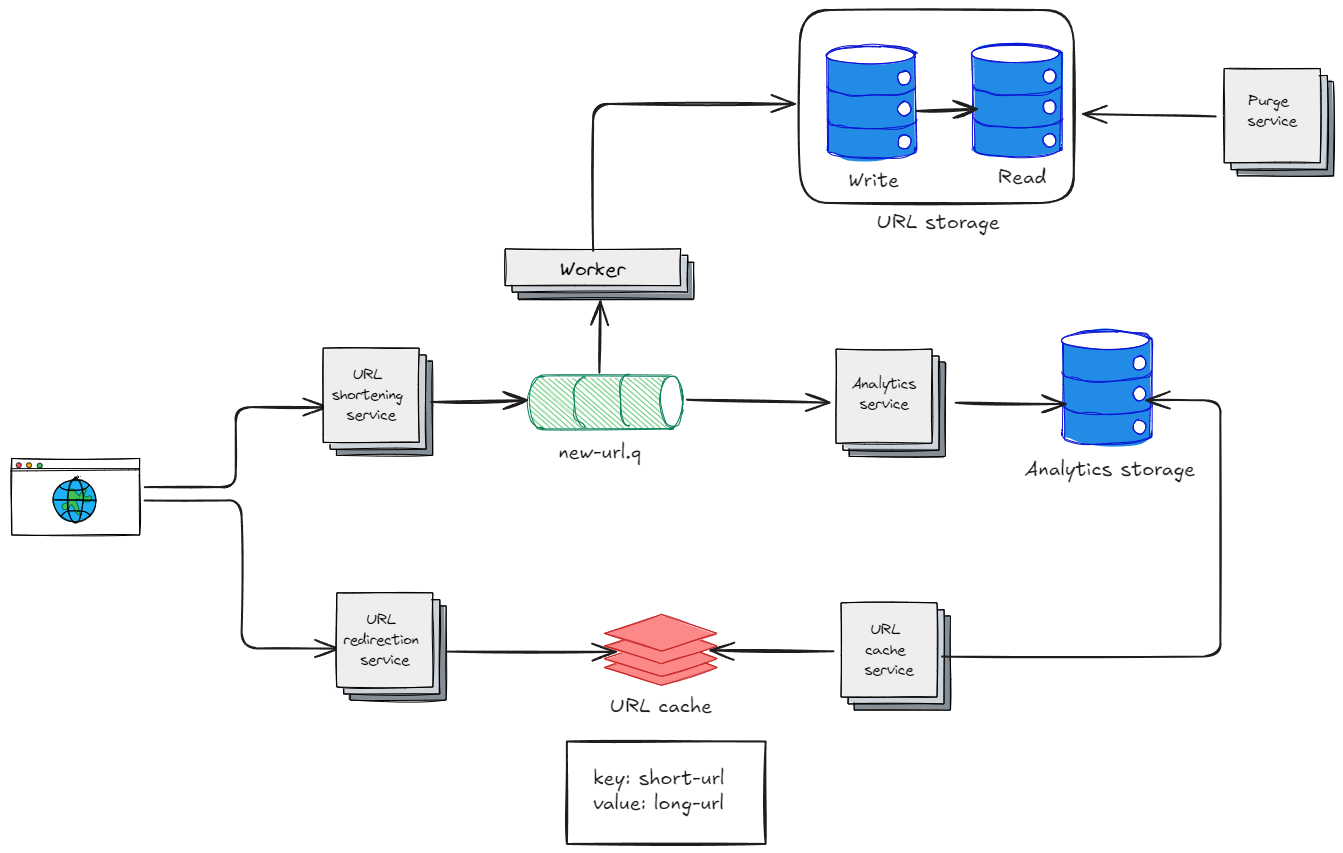 Purge
service
Write
Read
URL storage
Worker
URL
shortening
service
new-url.q
Analytics
service
Analytics storage
URL
redirection
service
URL cache
URL
cache
service
key: short-url
value: long-url